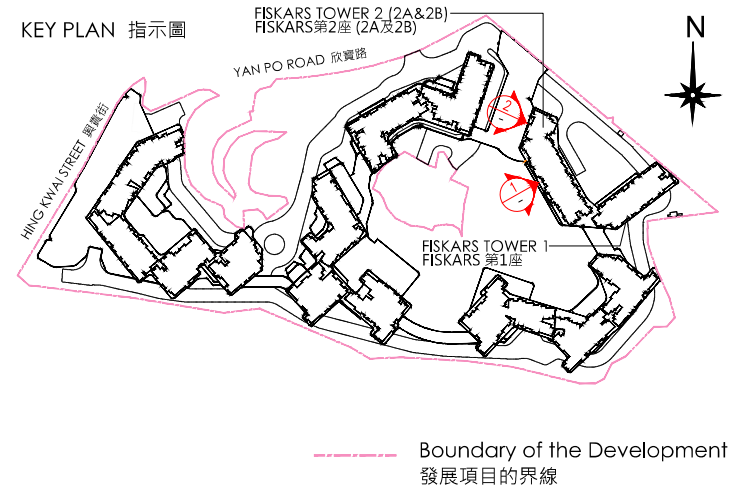 KEY PLAN 指示圖
FISKARS TOWER 2 (2A&2B)
FISKARS第2座 (2A及2B)
N
YAN PO ROAD 欣寶路
HING KWAI STREET 興貴街
2
-
1
-
FISKARS TOWER 1
FISKARS 第1座
Boundary of the Development
發展項目的界線